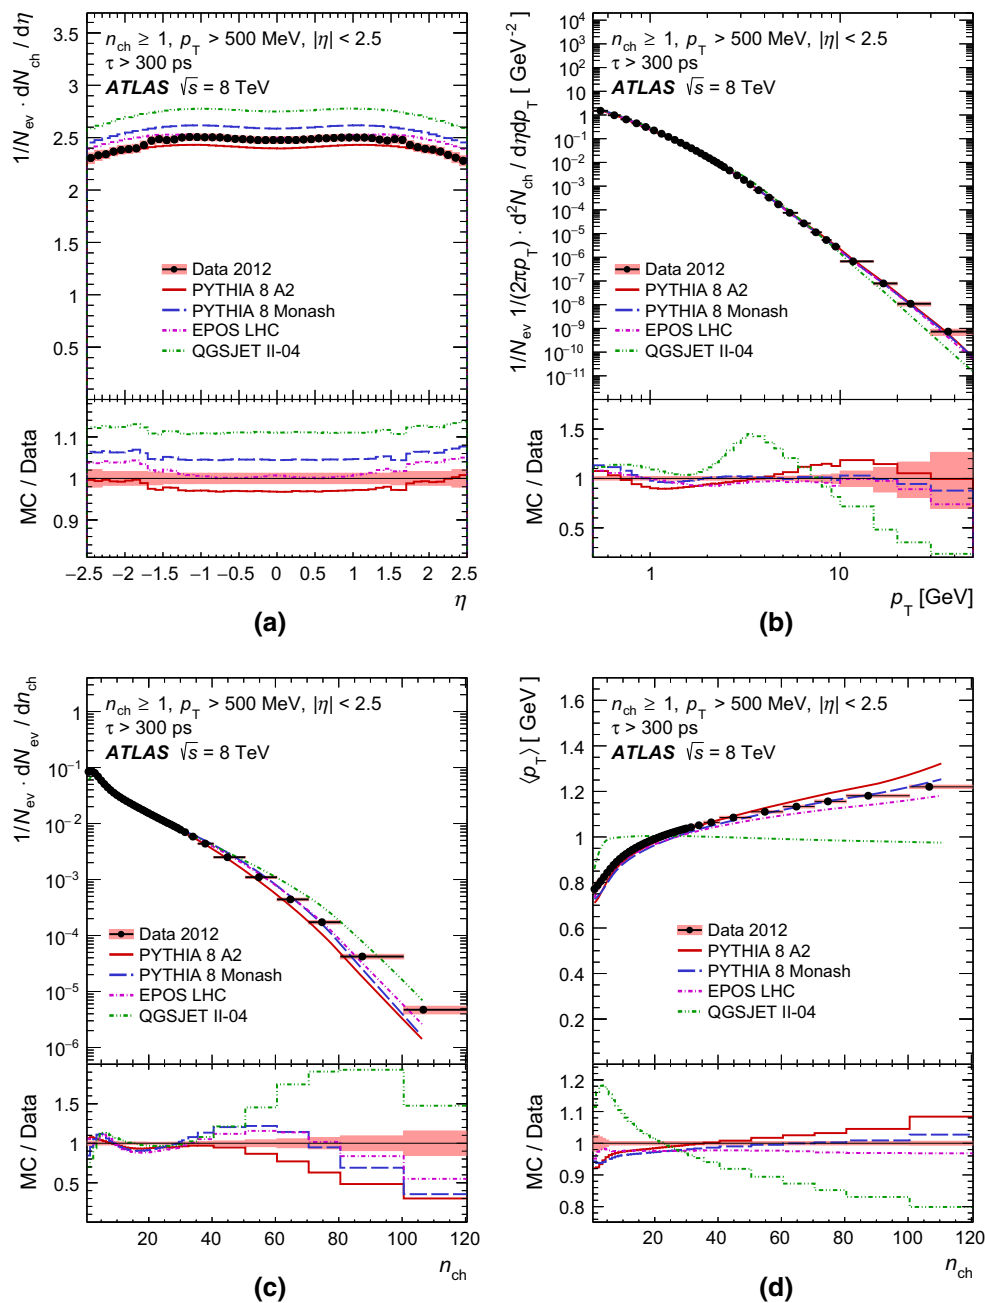 1/N_ev · dN_ch / dη
3.5
3
2.5
2
1.5
1
0.5
n_ch ≥ 1, p_T > 500 MeV, |η| < 2.5
τ > 300 ps
ATLAS √s = 8 TeV
Data 2012
PYTHIA 8 A2
PYTHIA 8 Monash
EPOS LHC
QGSJET II-04
MC / Data
1.1
1
0.9
−2.5 −2 −1.5 −1 −0.5 0 0.5 1 1.5 2 2.5
η
(a)
1/N_ev 1/(2πp_T) · d²N_ch / dηdp_T [ GeV⁻² ]
10⁴
10³
10²
10
1
10⁻¹
10⁻²
10⁻³
10⁻⁴
10⁻⁵
10⁻⁶
10⁻⁷
10⁻⁸
10⁻⁹
10⁻¹⁰
10⁻¹¹
n_ch ≥ 1, p_T > 500 MeV, |η| < 2.5
τ > 300 ps
ATLAS √s = 8 TeV
Data 2012
PYTHIA 8 A2
PYTHIA 8 Monash
EPOS LHC
QGSJET II-04
MC / Data
1.5
1
0.5
1 10
p_T [GeV]
(b)
1/N_ev · dN_ev / dn_ch
1
10⁻¹
10⁻²
10⁻³
10⁻⁴
10⁻⁵
10⁻⁶
n_ch ≥ 1, p_T > 500 MeV, |η| < 2.5
τ > 300 ps
ATLAS √s = 8 TeV
Data 2012
PYTHIA 8 A2
PYTHIA 8 Monash
EPOS LHC
QGSJET II-04
MC / Data
1.5
1
0.5
20 40 60 80 100 120
n_ch
(c)
⟨p_T⟩ [ GeV ]
1.6
1.4
1.2
1
0.8
0.6
0.4
0.2
n_ch ≥ 1, p_T > 500 MeV, |η| < 2.5
τ > 300 ps
ATLAS √s = 8 TeV
Data 2012
PYTHIA 8 A2
PYTHIA 8 Monash
EPOS LHC
QGSJET II-04
MC / Data
1.2
1.1
1
0.9
0.8
20 40 60 80 100 120
n_ch
(d)